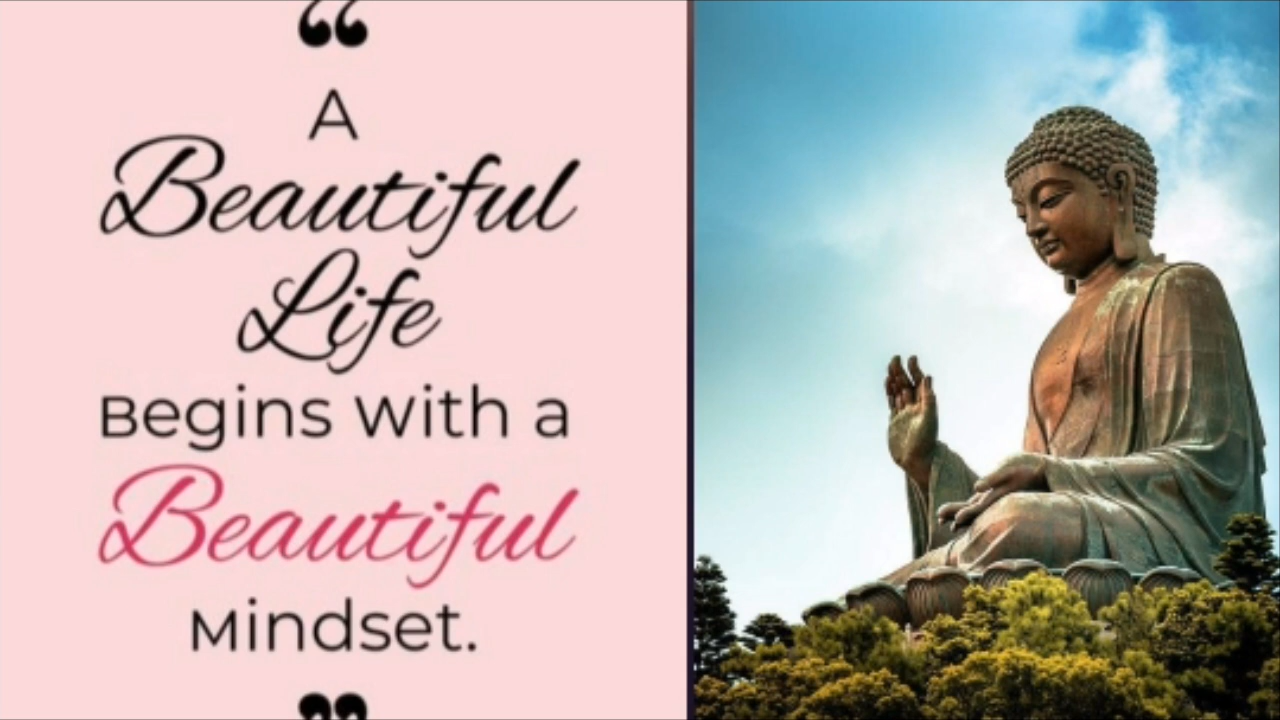 “
A
Beautiful
Life
Begins With a
Beautiful
Mindset.
”